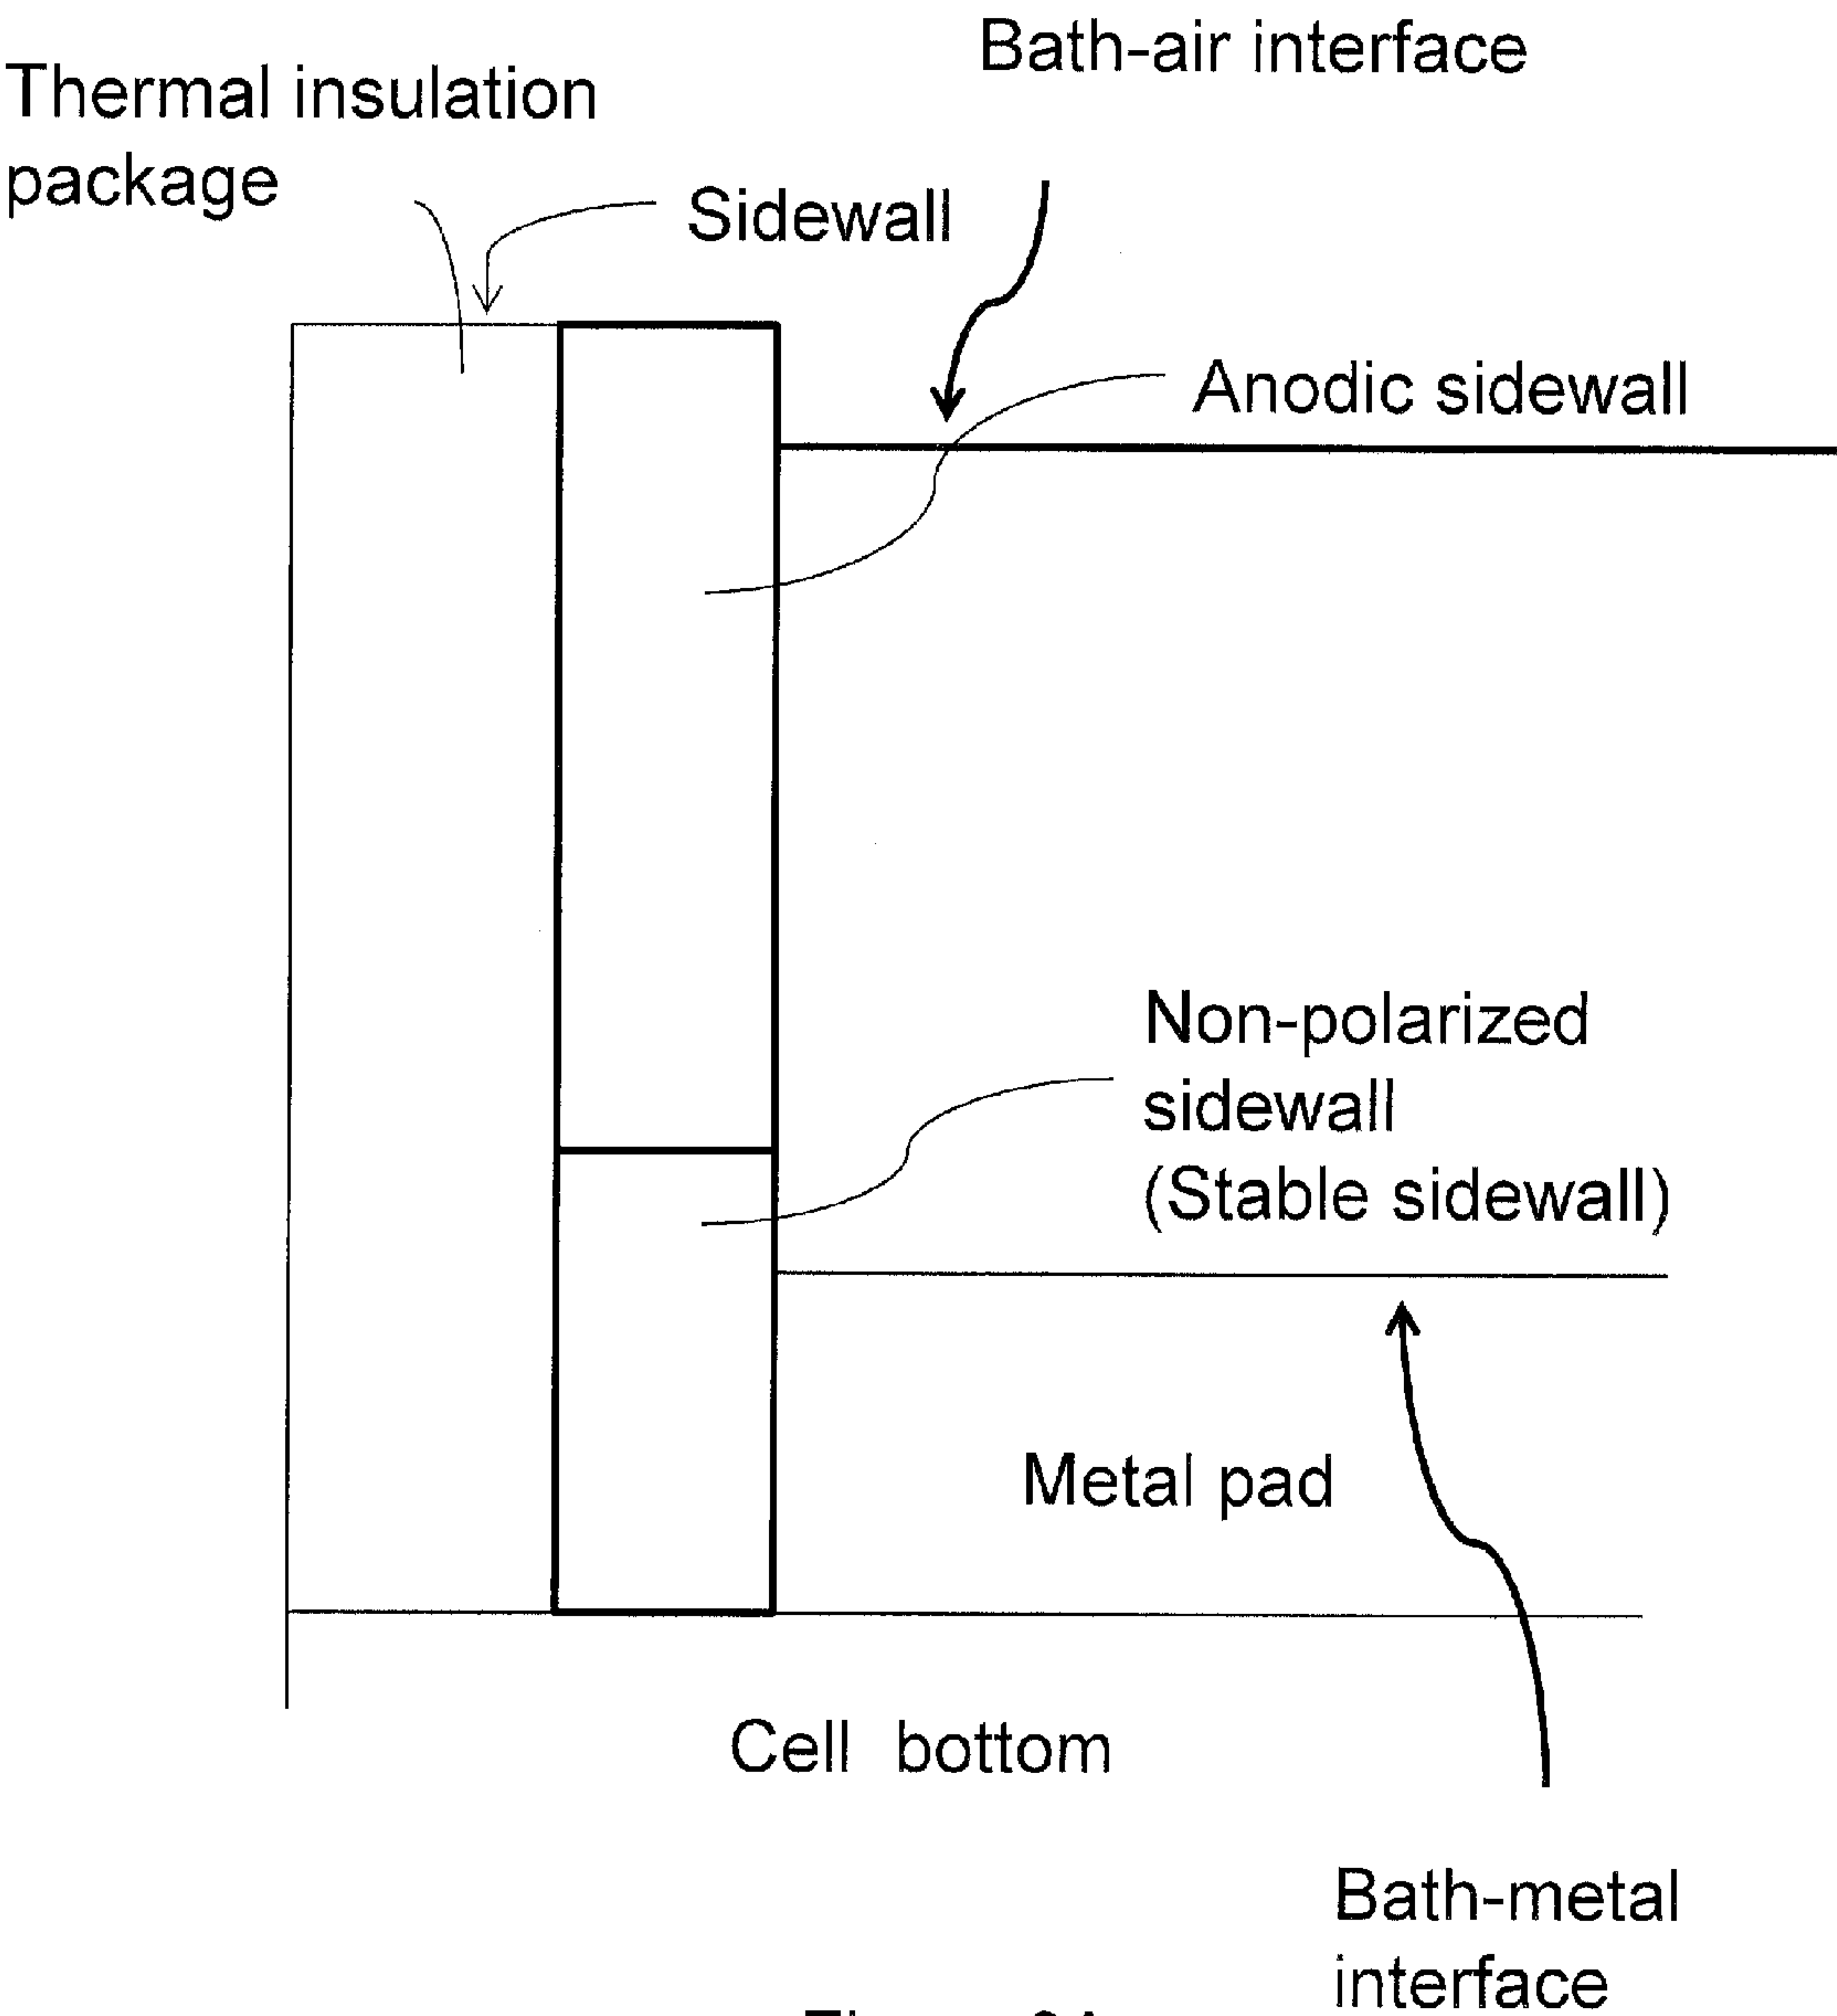 Bath-air interface
Thermal insulation
package
Sidewall
Anodic sidewall
Non-polarized
sidewall
(Stable sidewall)
Metal pad
Cell bottom
Bath-metal
interface